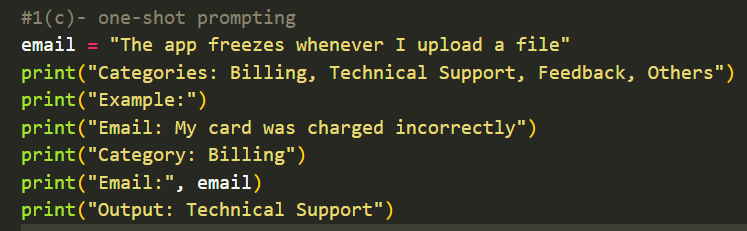 #1(c)- one-shot prompting
email = "The app freezes whenever I upload a file"
print("Categories: Billing, Technical Support, Feedback, Others")
print("Example:")
print("Email: My card was charged incorrectly")
print("Category: Billing")
print("Email:", email)
print("Output: Technical Support")